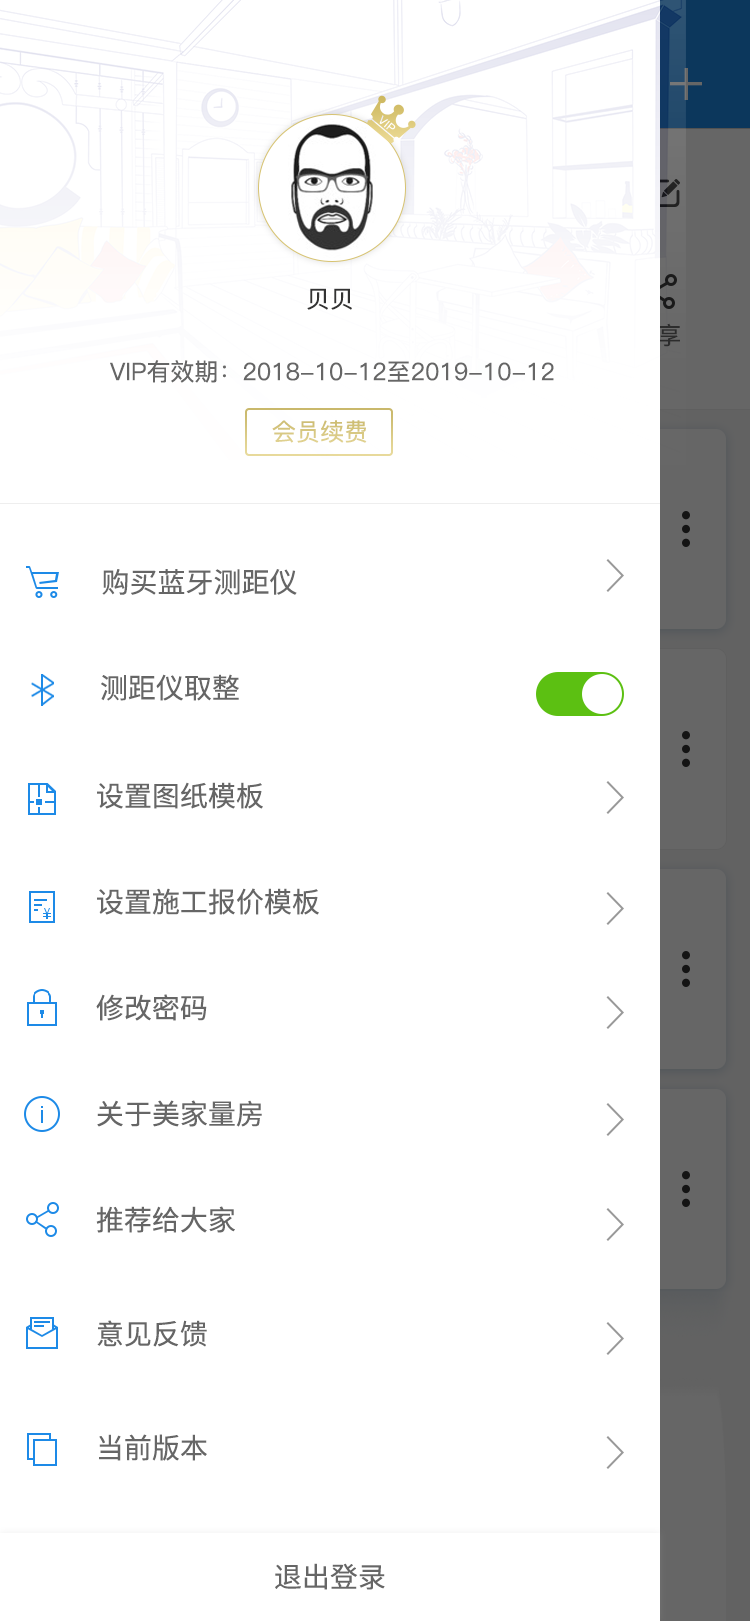 VIP
贝贝
VIP有效期：2018-10-12至2019-10-12
会员续费
享
购买蓝牙测距仪
测距仪取整
设置图纸模板
设置施工报价模板
修改密码
关于美家量房
推荐给大家
意见反馈
当前版本
退出登录